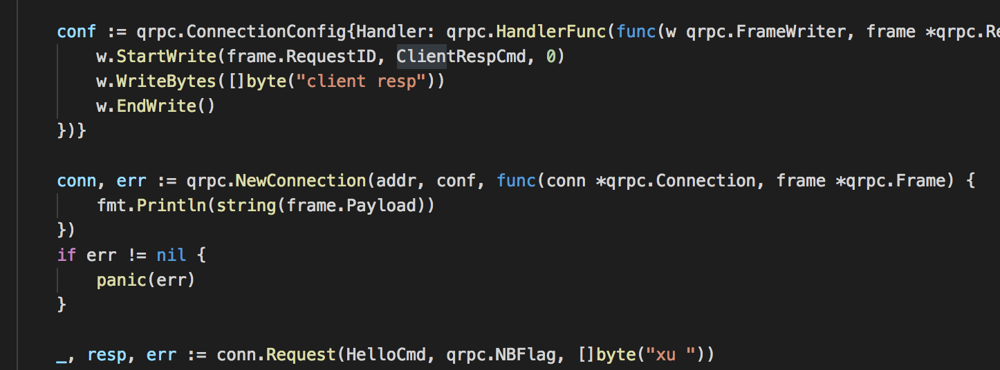 conf := qrpc.ConnectionConfig{Handler: qrpc.HandlerFunc(func(w qrpc.FrameWriter, frame *qrpc.Re
w.StartWrite(frame.RequestID, ClientRespCmd, 0)
w.WriteBytes([]byte("client resp"))
w.EndWrite()
})}
conn, err := qrpc.NewConnection(addr, conf, func(conn *qrpc.Connection, frame *qrpc.Frame) {
fmt.Println(string(frame.Payload))
})
if err != nil {
panic(err)
}
_, resp, err := conn.Request(HelloCmd, qrpc.NBFlag, []byte("xu "))